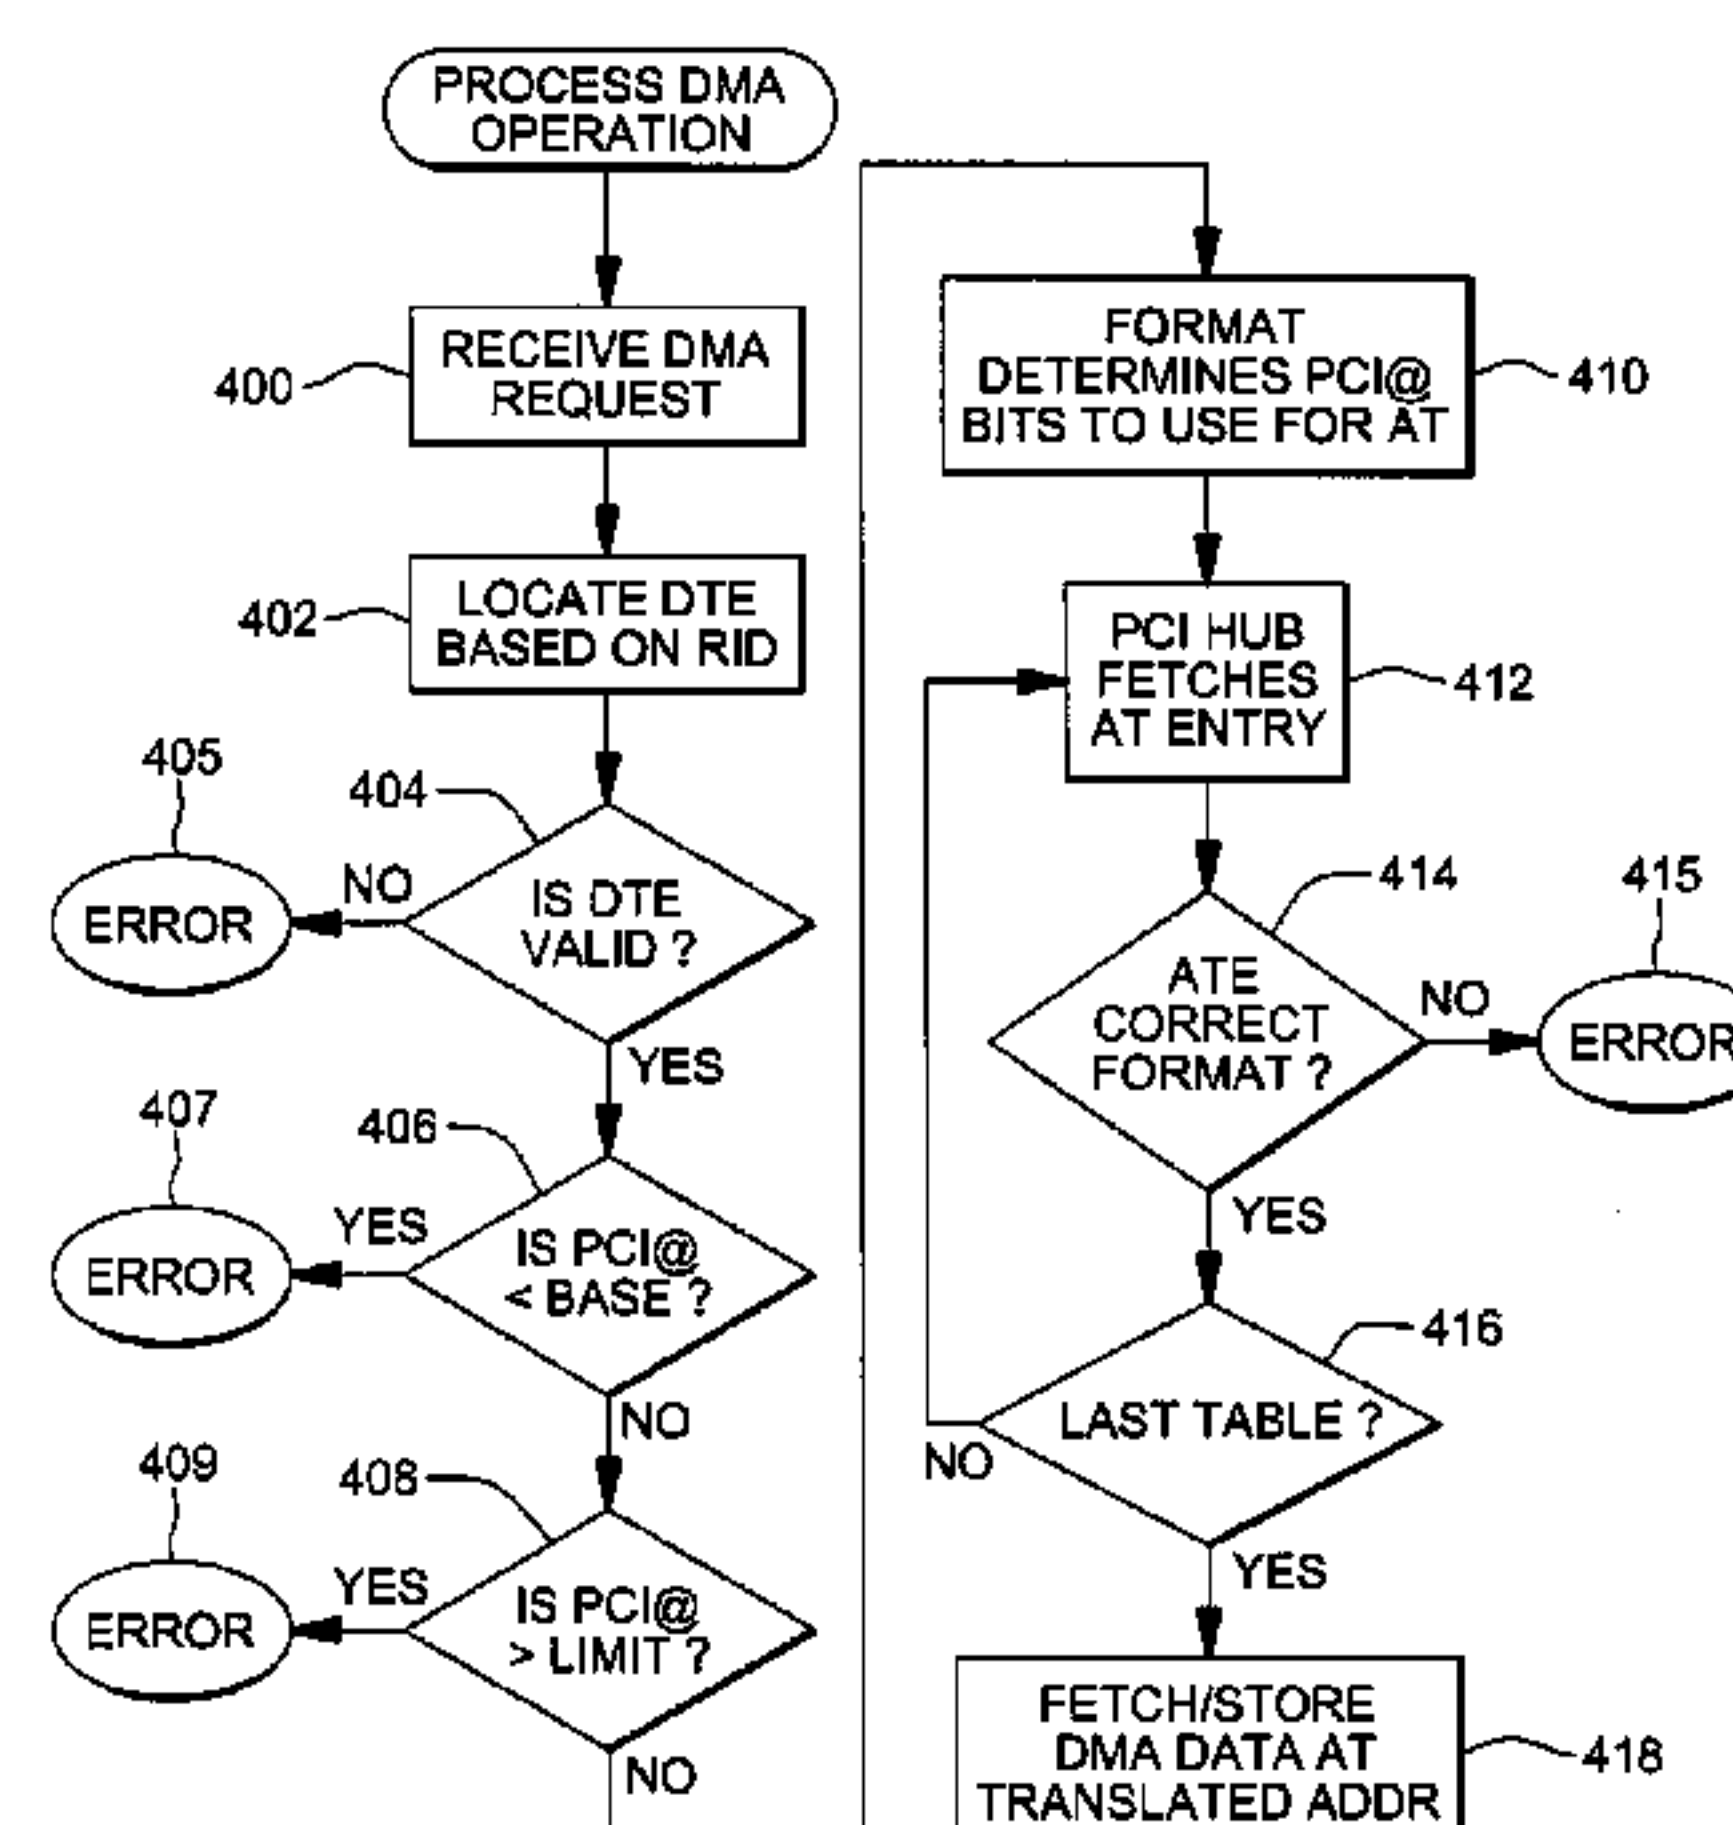 PROCESS DMA
OPERATION
RECEIVE DMA
REQUEST
400
LOCATE DTE
BASED ON RID
402
405
404
ERROR
NO
IS DTE
VALID ?
YES
407
406
ERROR
YES
IS PCI@
< BASE ?
NO
409
408
ERROR
YES
IS PCI@
> LIMIT ?
NO
FORMAT
DETERMINES PCI@
BITS TO USE FOR AT
410
PCI HUB
FETCHES
AT ENTRY
412
414
415
ATE
CORRECT
FORMAT ?
NO
ERROR
YES
416
LAST TABLE ?
NO
YES
FETCH/STORE
DMA DATA AT
TRANSLATED ADDR
418